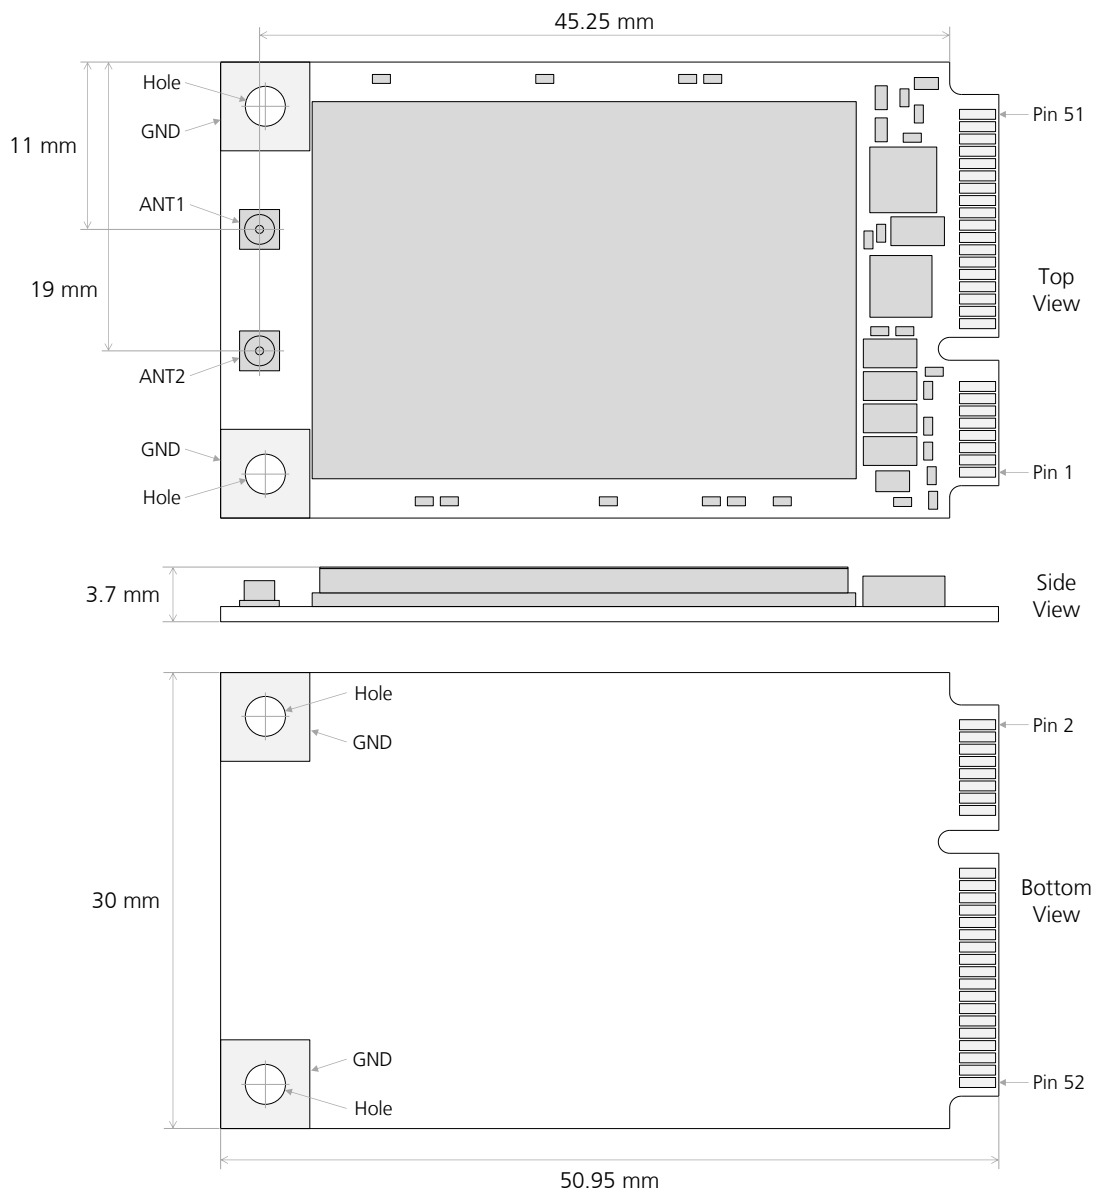 45.25 mm
Hole
GND
11 mm
ANT1
19 mm
ANT2
GND
Hole
Pin 51
Top
View
Pin 1
3.7 mm
Side
View
Hole
GND
Pin 2
30 mm
Bottom
View
GND
Hole
Pin 52
50.95 mm